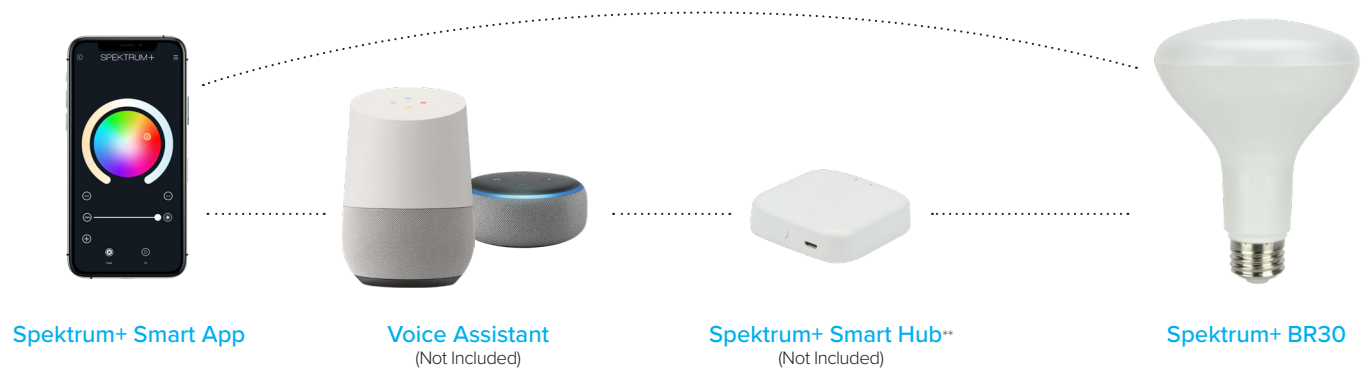 SPEKTRUM+
Spektrum+ Smart App
Voice Assistant
(Not Included)
Spektrum+ Smart Hub**
(Not Included)
Spektrum+ BR30